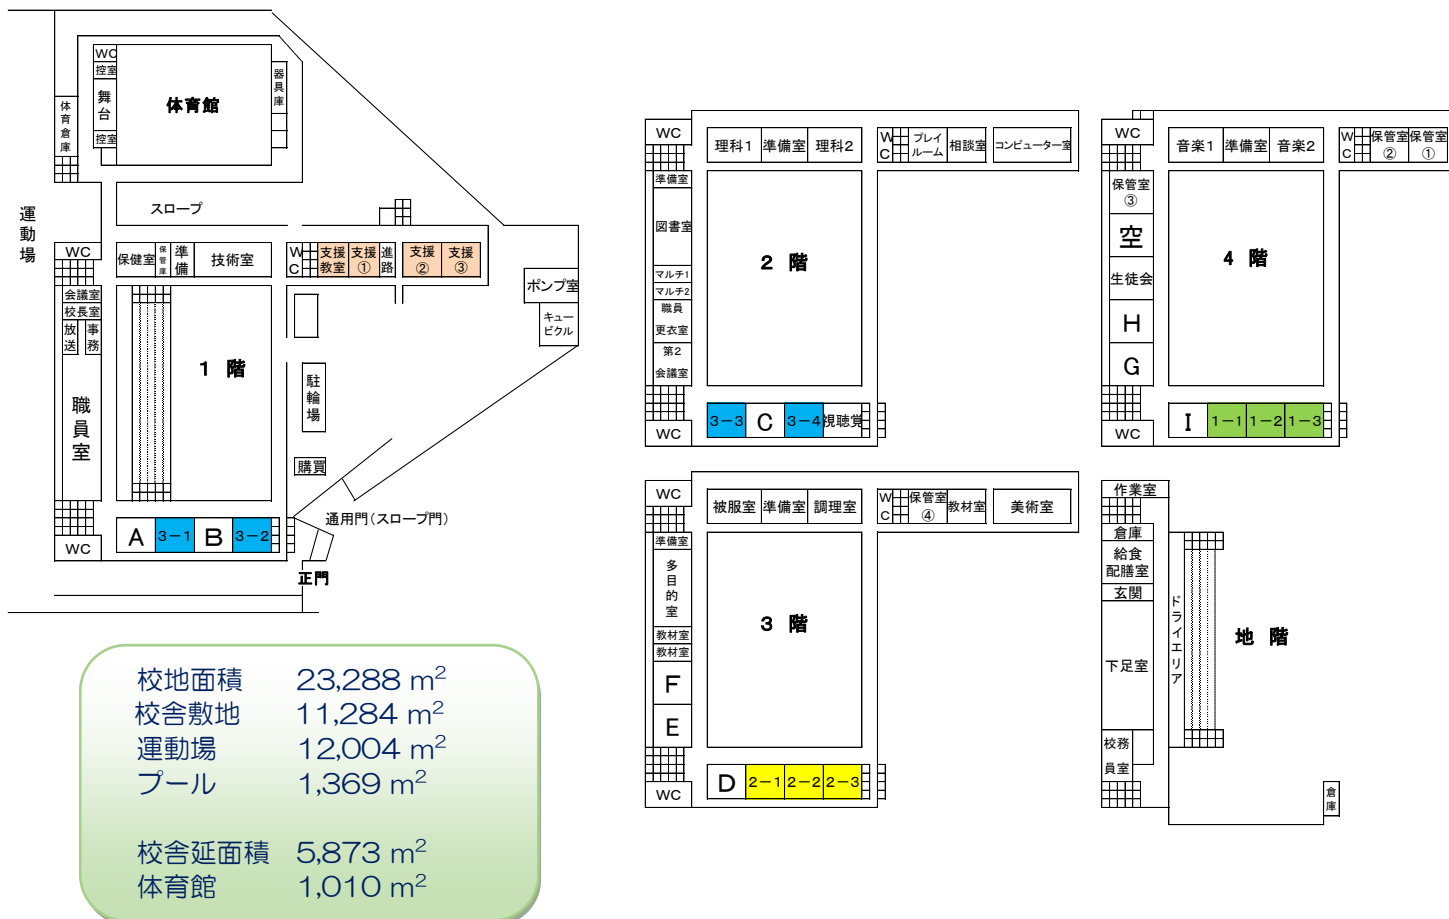 WC
控室
舞台
控室
体育館
器具庫
体育倉庫
スロープ
運動場
WC
保健室
保管庫
準備
技術室
WC
支援教室
支援①
進路
支援②
支援③
ポンプ室
キュービクル
会議室
校長室
放送
事務
職員室
1 階
駐輪場
購買
通用門(スロープ門)
正門
WC
A
3-1
B
3-2
WC
理科1
準備室
理科2
WC
プレイルーム
相談室
コンピューター室
準備室
図書室
マルチ1
マルチ2
職員
更衣室
第2
会議室
2 階
WC
3-3
C
3-4
視聴覚
WC
音楽1
準備室
音楽2
WC
保管室②
保管室①
保管室③
空
生徒会
H
G
4 階
WC
I
1-1
1-2
1-3
WC
被服室
準備室
調理室
WC
保管室④
教材室
美術室
準備室
多目的室
教材室
教材室
F
E
3 階
WC
D
2-1
2-2
2-3
作業室
倉庫
給食
配膳室
玄関
下足室
校務
員室
ドライエリア
地 階
倉庫
校地面積 23,288 m²
校舎敷地 11,284 m²
運動場 12,004 m²
プール 1,369 m²
校舎延面積 5,873 m²
体育館 1,010 m²